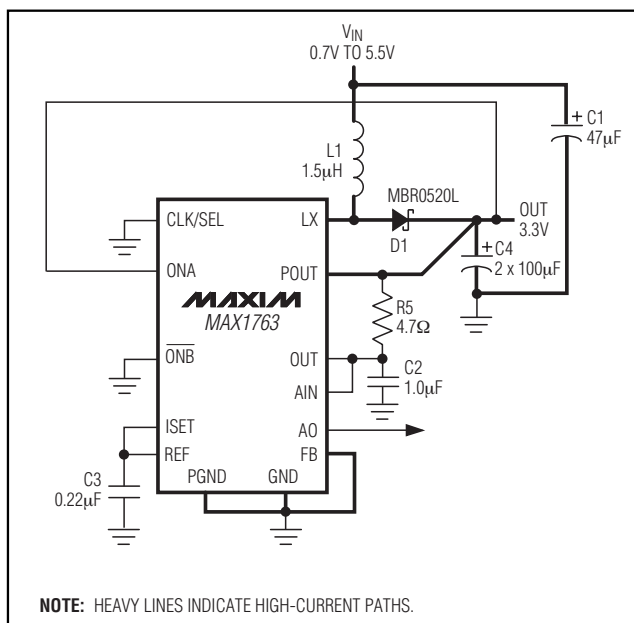 VIN
0.7V TO 5.5V
+ C1
47µF
L1
1.5µH
MBR0520L
D1
OUT
3.3V
+ C4
2 x 100µF
CLK/SEL
LX
ONA
POUT
MAXIM
MAX1763
R5
4.7Ω
ONB
OUT
C2
1.0µF
AIN
ISET
AO
REF
FB
PGND
GND
C3
0.22µF
NOTE: HEAVY LINES INDICATE HIGH-CURRENT PATHS.